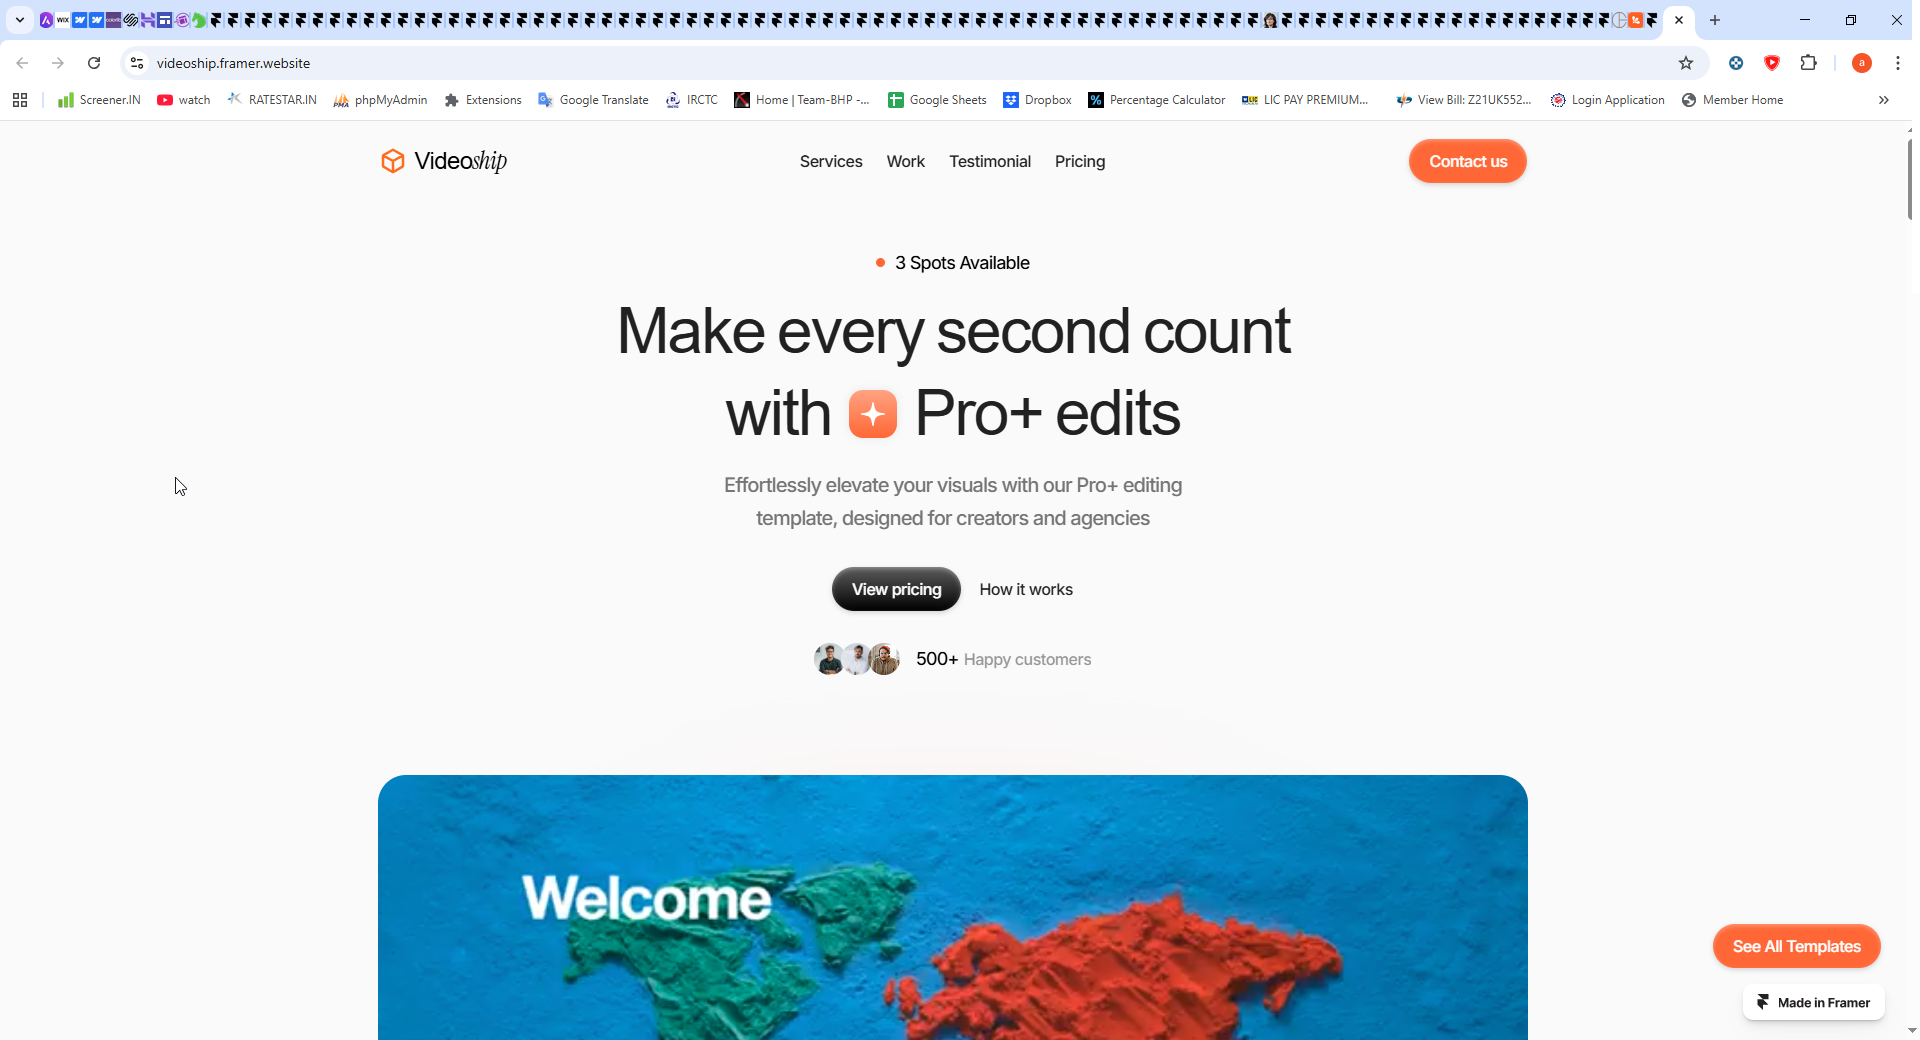 WIX
videoship.framer.website
a
Screener.IN
watch
RATESTAR.IN
phpMyAdmin
Extensions
Google Translate
IRCTC
Home | Team-BHP -...
Google Sheets
Dropbox
Percentage Calculator
LIC PAY PREMIUM...
View Bill: Z21UK552...
Login Application
Member Home
Videoship
Services
Work
Testimonial
Pricing
Contact us
3 Spots Available
Make every second count
with Pro+ edits
Effortlessly elevate your visuals with our Pro+ editing
template, designed for creators and agencies
View pricing
How it works
500+ Happy customers
Welcome
See All Templates
Made in Framer